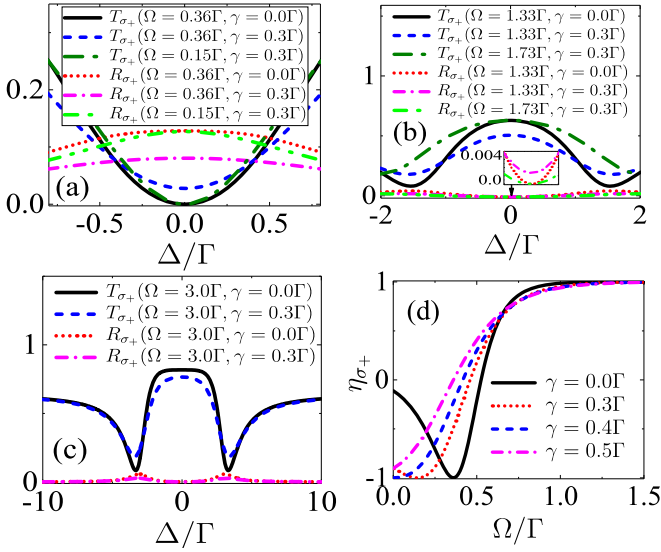 T_{σ+}(Ω = 0.36Γ, γ = 0.0Γ)
T_{σ+}(Ω = 0.36Γ, γ = 0.3Γ)
T_{σ+}(Ω = 0.15Γ, γ = 0.3Γ)
R_{σ+}(Ω = 0.36Γ, γ = 0.0Γ)
R_{σ+}(Ω = 0.36Γ, γ = 0.3Γ)
R_{σ+}(Ω = 0.15Γ, γ = 0.3Γ)
0.2
0.0
(a)
-0.5 0.0 0.5
Δ/Γ
T_{σ+}(Ω = 1.33Γ, γ = 0.0Γ)
T_{σ+}(Ω = 1.33Γ, γ = 0.3Γ)
T_{σ+}(Ω = 1.73Γ, γ = 0.3Γ)
R_{σ+}(Ω = 1.33Γ, γ = 0.0Γ)
R_{σ+}(Ω = 1.33Γ, γ = 0.3Γ)
R_{σ+}(Ω = 1.73Γ, γ = 0.3Γ)
1
0
(b)
0.004
0.0
-2 0 2
Δ/Γ
T_{σ+}(Ω = 3.0Γ, γ = 0.0Γ)
T_{σ+}(Ω = 3.0Γ, γ = 0.3Γ)
R_{σ+}(Ω = 3.0Γ, γ = 0.0Γ)
R_{σ+}(Ω = 3.0Γ, γ = 0.3Γ)
1
0
(c)
-10 0 10
Δ/Γ
(d)
1
0
-1
η_{σ+}
γ = 0.0Γ
γ = 0.3Γ
γ = 0.4Γ
γ = 0.5Γ
0.0 0.5 1.0 1.5
Ω/Γ